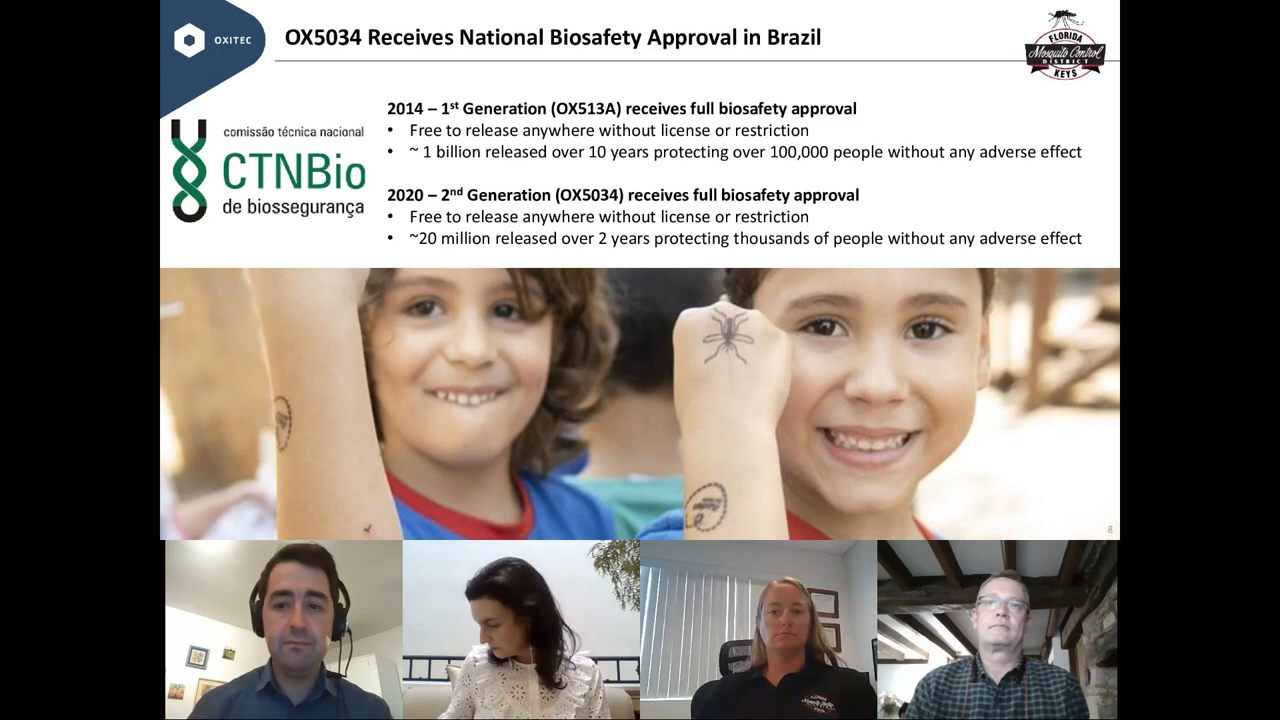 OXITEC
OX5034 Receives National Biosafety Approval in Brazil
FLORIDA
Mosquito Control
DISTRICT
KEYS
comissão técnica nacional
CTNBio
de biossegurança
2014 – 1st Generation (OX513A) receives full biosafety approval
• Free to release anywhere without license or restriction
• ~ 1 billion released over 10 years protecting over 100,000 people without any adverse effect
2020 – 2nd Generation (OX5034) receives full biosafety approval
• Free to release anywhere without license or restriction
• ~20 million released over 2 years protecting thousands of people without any adverse effect
8
FLORIDA
Mosquito Control
KEYS